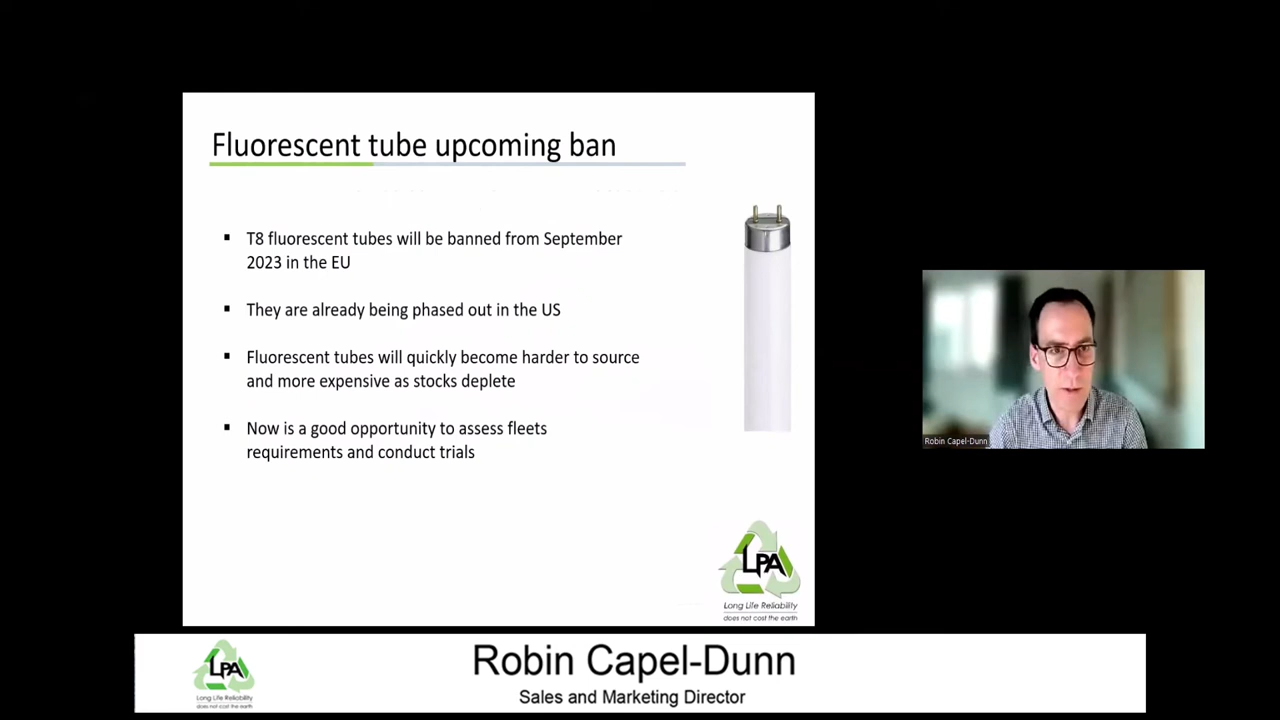 Fluorescent tube upcoming ban
▪ T8 fluorescent tubes will be banned from September
2023 in the EU
▪ They are already being phased out in the US
▪ Fluorescent tubes will quickly become harder to source
and more expensive as stocks deplete
▪ Now is a good opportunity to assess fleets
requirements and conduct trials
LPA
Long Life Reliability
does not cost the earth
Robin Capel-Dunn
LPA
Long Life Reliability
does not cost the earth
Robin Capel-Dunn
Sales and Marketing Director